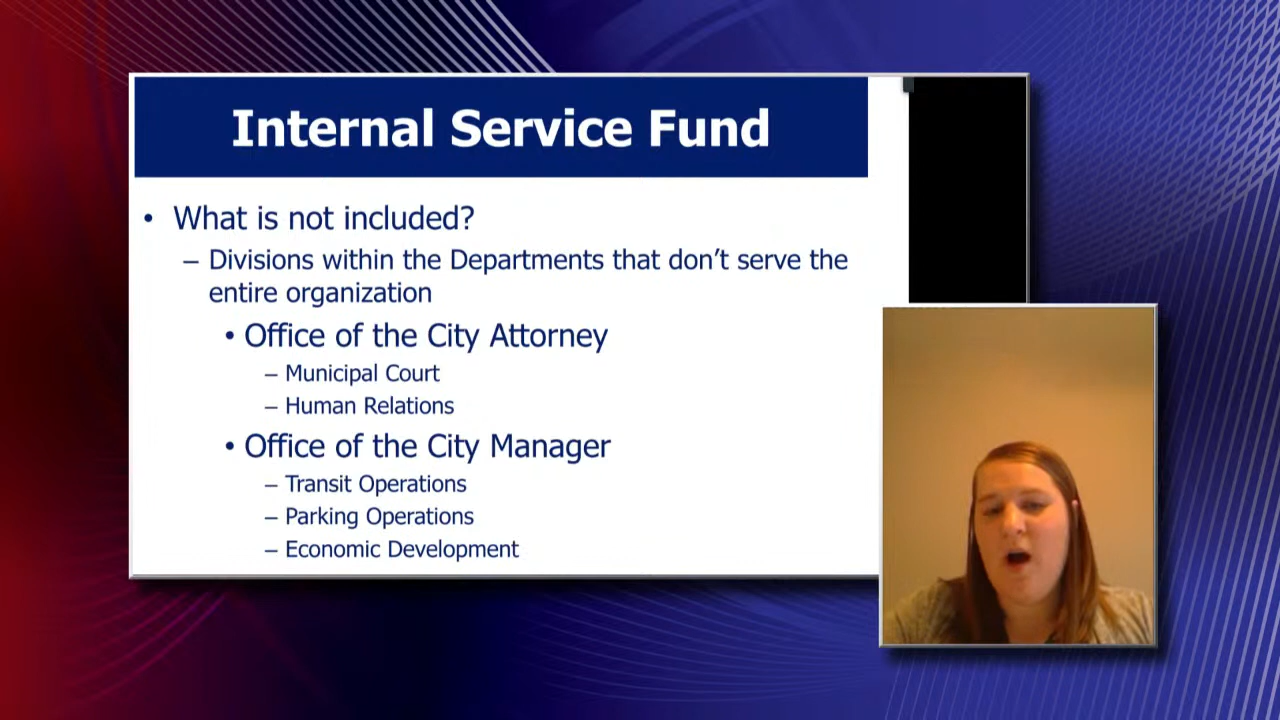 Internal Service Fund
• What is not included?
– Divisions within the Departments that don’t serve the
entire organization
• Office of the City Attorney
– Municipal Court
– Human Relations
• Office of the City Manager
– Transit Operations
– Parking Operations
– Economic Development